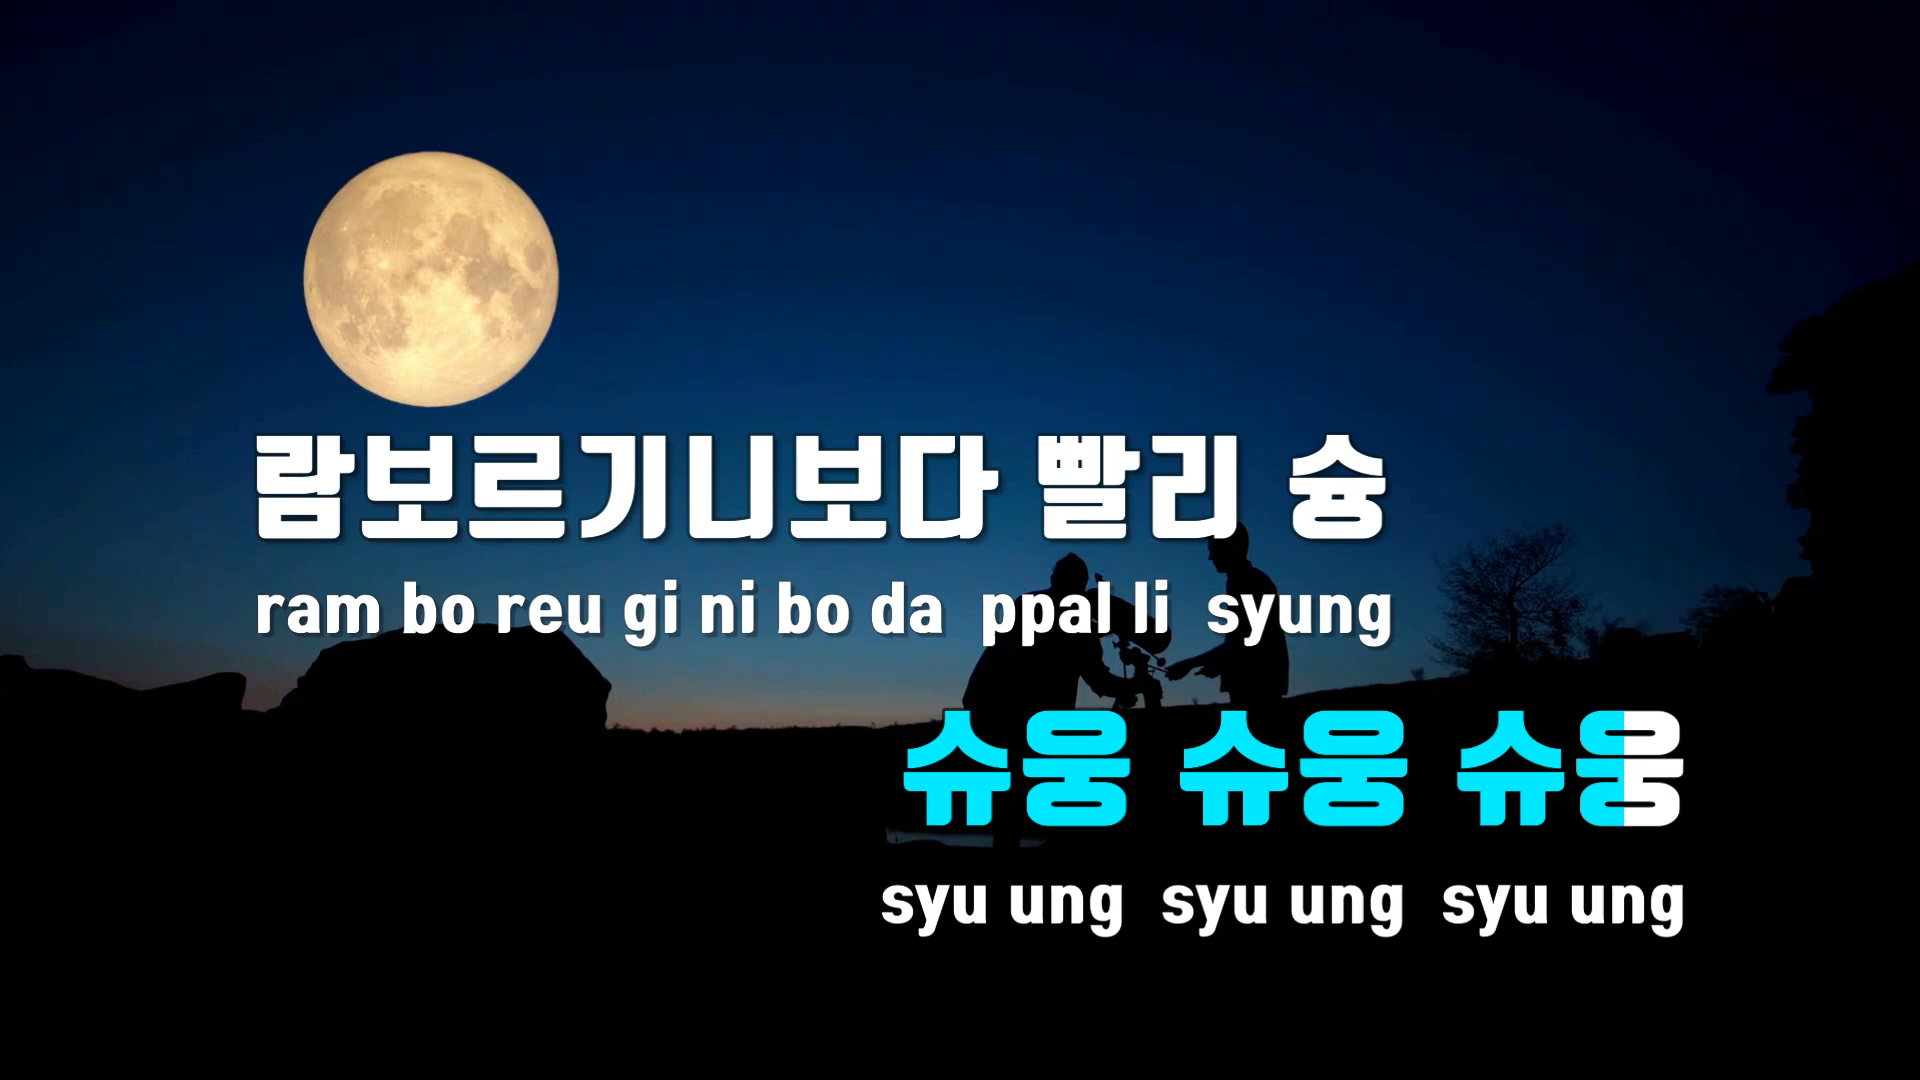 람보르기니보다 빨리 슝
ram bo reu gi ni bo da ppal li syung
슈웅 슈웅 슈웅
syu ung syu ung syu ung